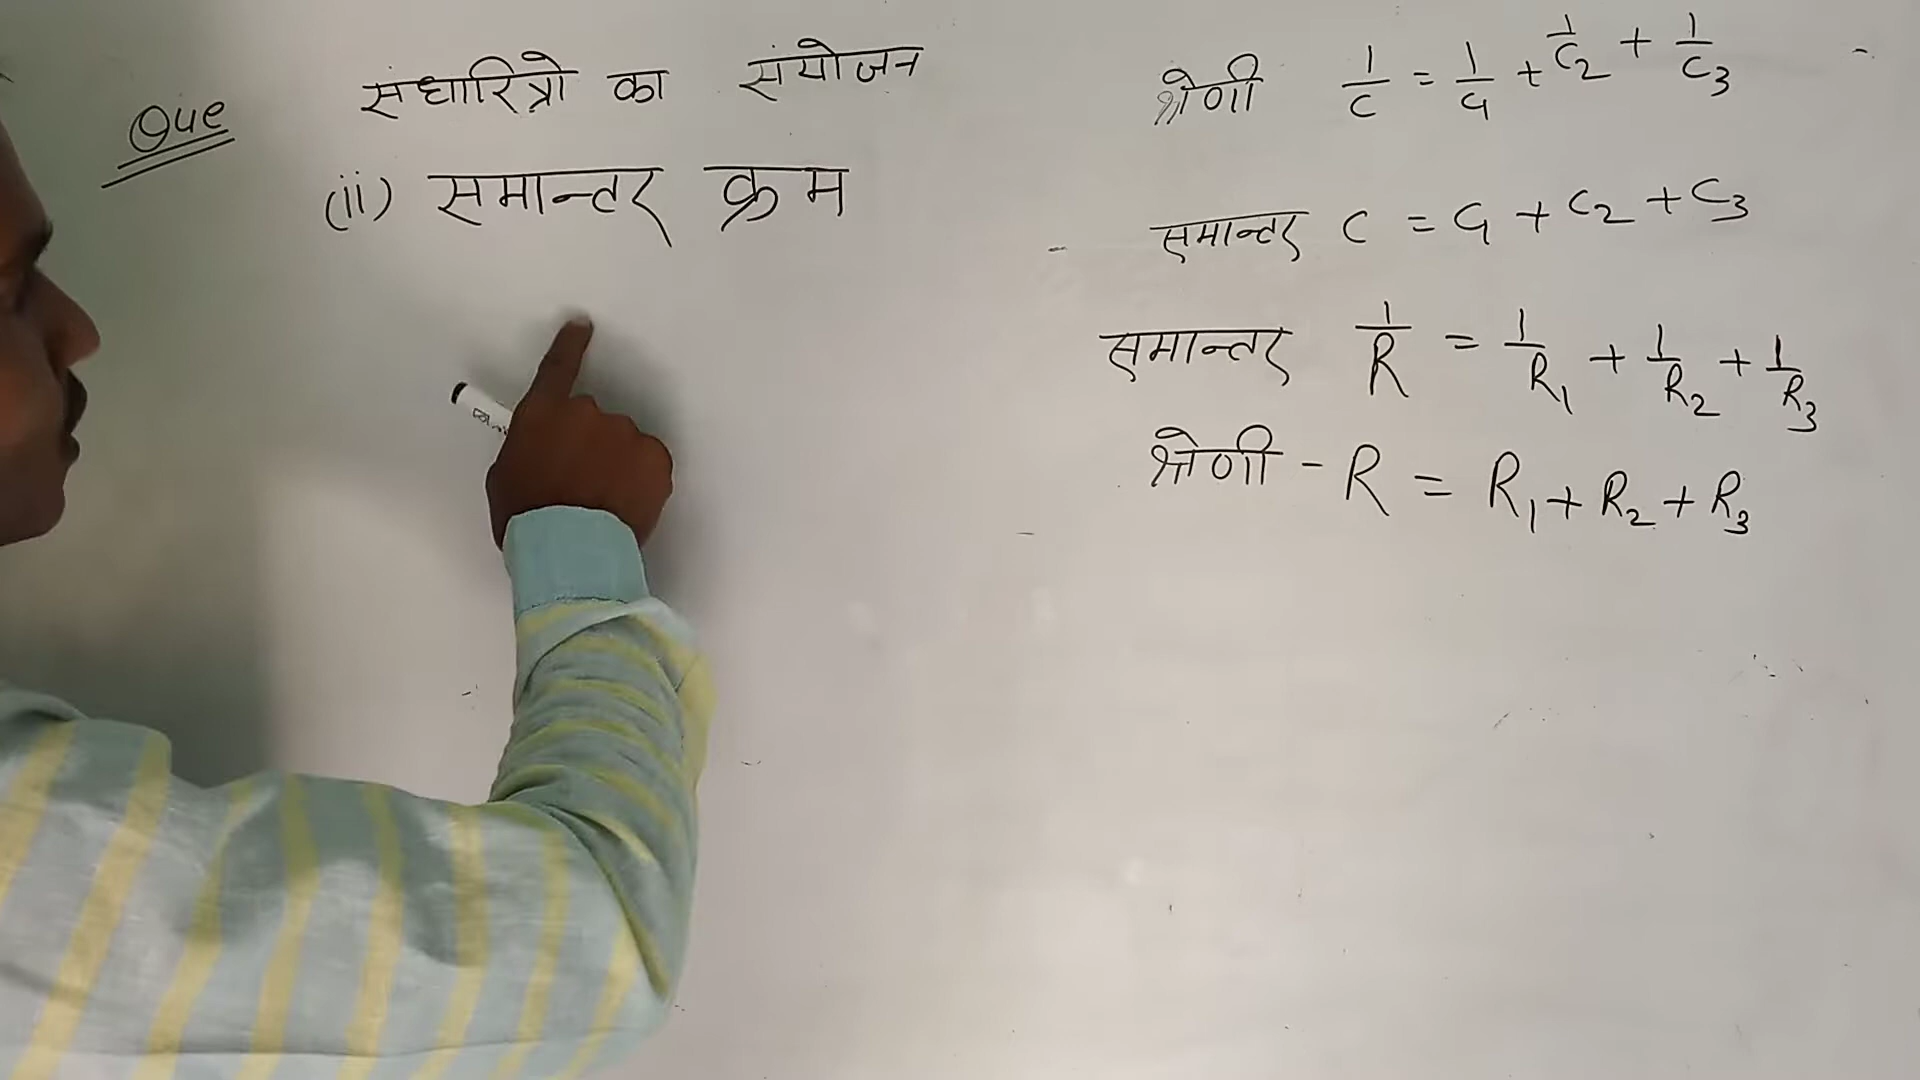 Que
संधारित्रो का संयोजन
(ii) समान्तर क्रम
श्रेणी 1/C = 1/C1 + 1/C2 + 1/C3
समान्तर C = C1 + C2 + C3
समान्तर 1/R = 1/R1 + 1/R2 + 1/R3
श्रेणी - R = R1 + R2 + R3